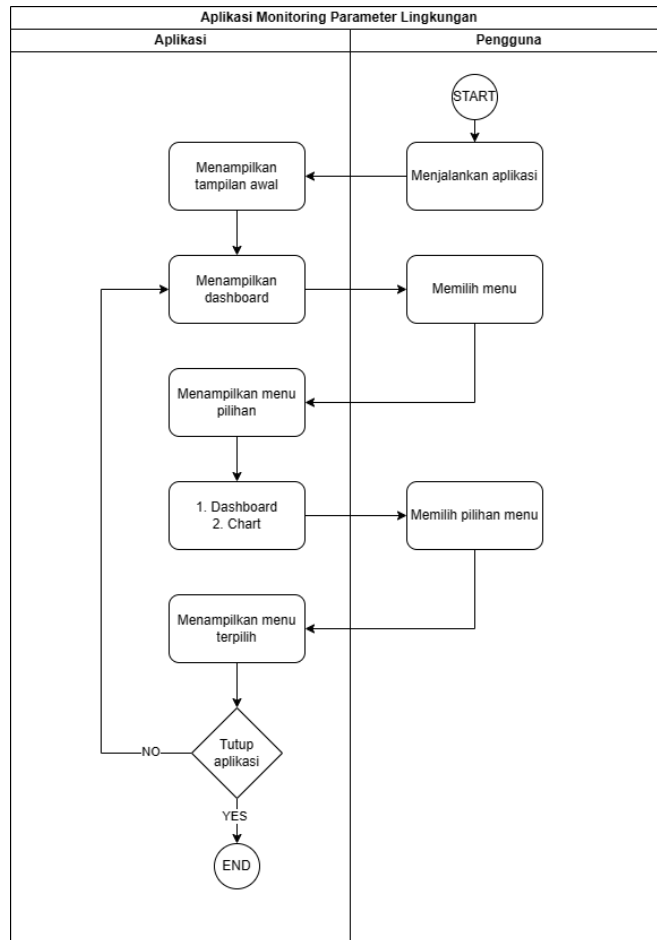 Aplikasi Monitoring Parameter Lingkungan
Aplikasi
Pengguna
START
Menampilkan
tampilan awal
Menjalankan aplikasi
Menampilkan
dashboard
Memilih menu
Menampilkan menu
pilihan
1. Dashboard
2. Chart
Memilih pilihan menu
Menampilkan menu
terpilih
Tutup
aplikasi
NO
YES
END